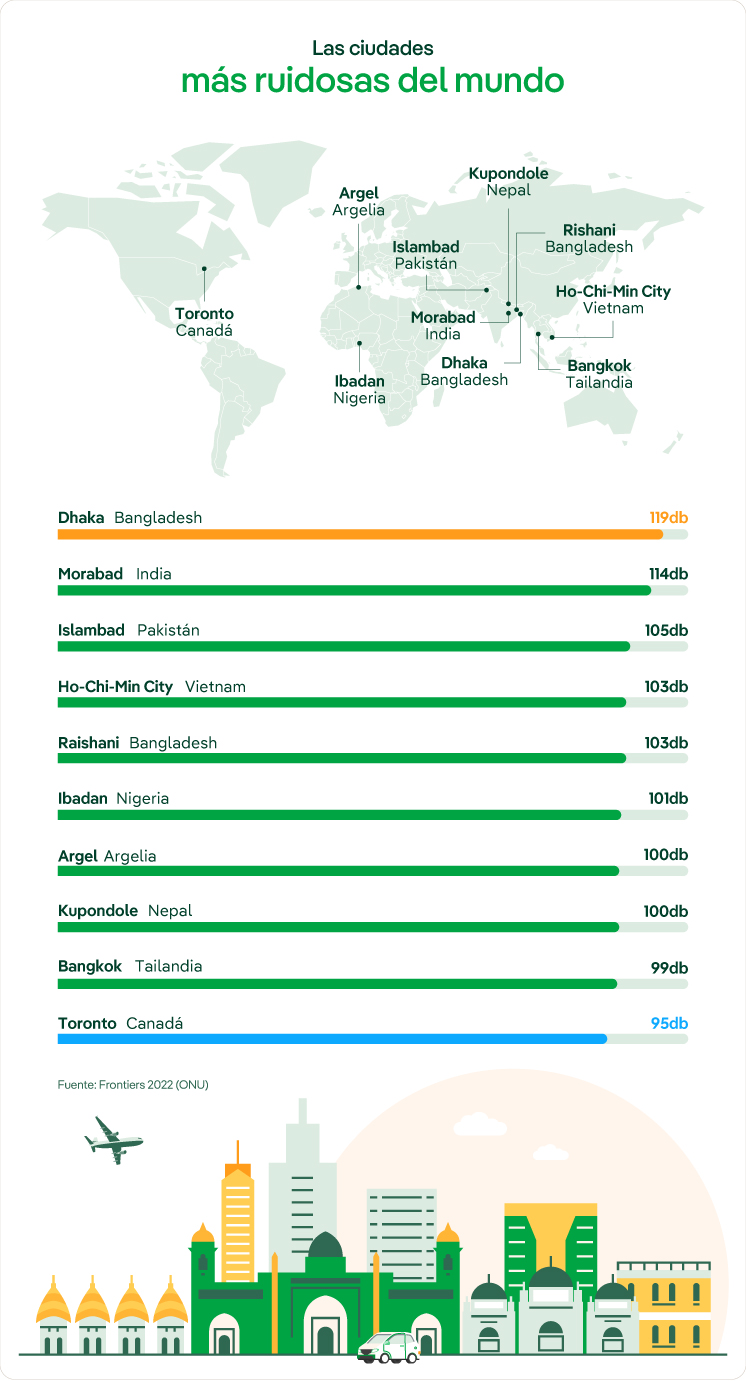 Las ciudades
más ruidosas del mundo
Kupondole
Nepal
Argel
Argelia
Rishani
Bangladesh
Islambad
Pakistán
Ho-Chi-Min City
Vietnam
Toronto
Canadá
Morabad
India
Dhaka
Bangladesh
Bangkok
Tailandia
Ibadan
Nigeria
Dhaka Bangladesh 119db
Morabad India 114db
Islambad Pakistán 105db
Ho-Chi-Min City Vietnam 103db
Raishani Bangladesh 103db
Ibadan Nigeria 101db
Argel Argelia 100db
Kupondole Nepal 100db
Bangkok Tailandia 99db
Toronto Canadá 95db
Fuente: Frontiers 2022 (ONU)